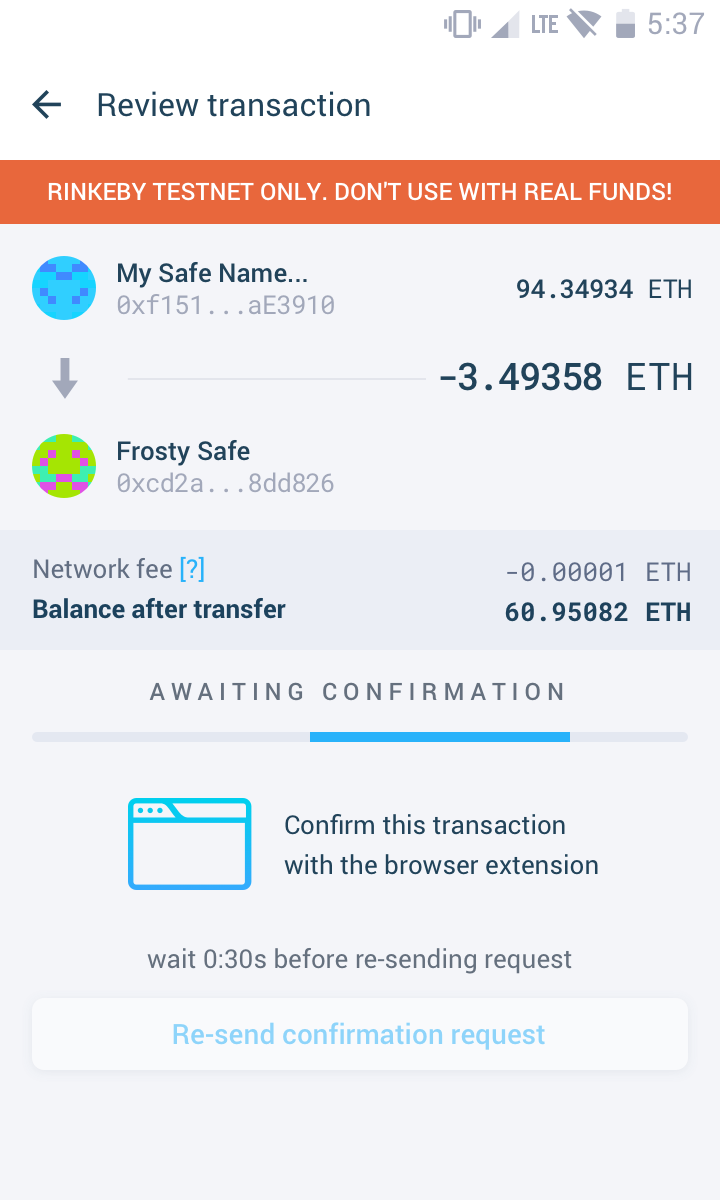 LTE 5:37
Review transaction
RINKEBY TESTNET ONLY. DON'T USE WITH REAL FUNDS!
My Safe Name... 94.34934 ETH
0xf151...aE3910
-3.49358 ETH
Frosty Safe
0xcd2a...8dd826
Network fee [?] -0.00001 ETH
Balance after transfer 60.95082 ETH
AWAITING CONFIRMATION
Confirm this transaction
with the browser extension
wait 0:30s before re-sending request
Re-send confirmation request